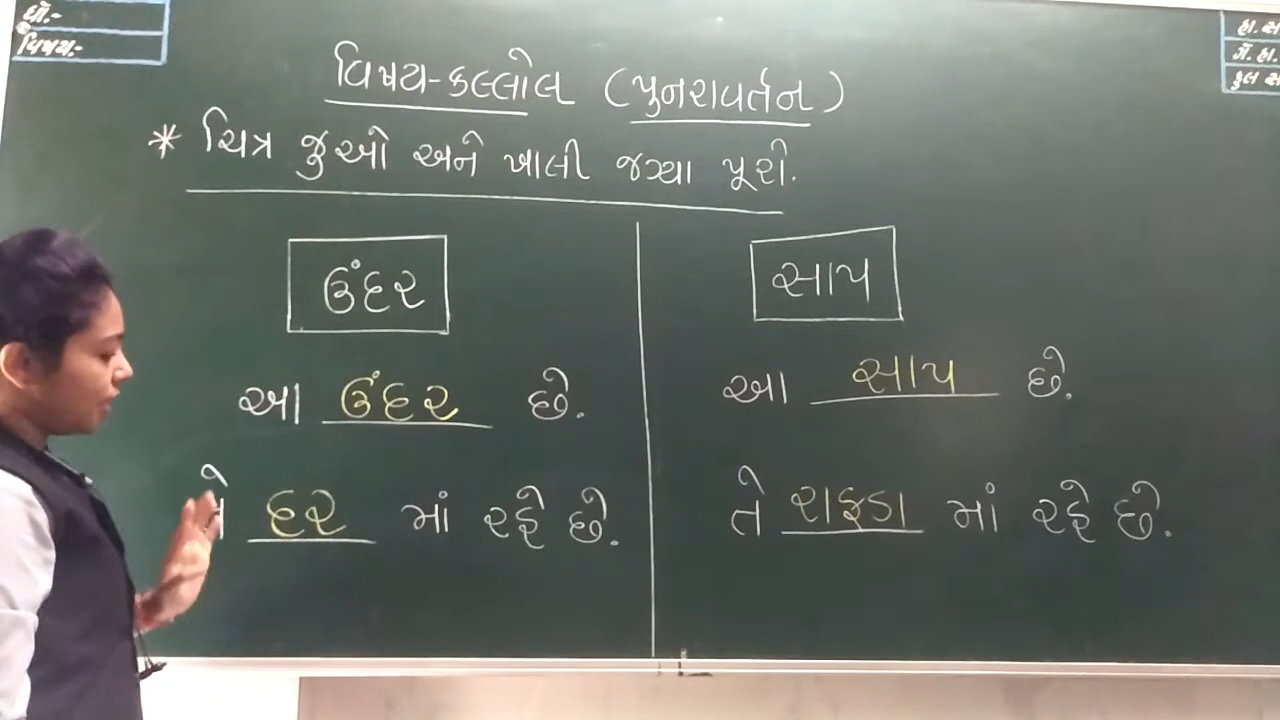 ધો.-
વિષય:-
હા. સ
ગૅ. હા.
કુલ સ
વિષય-કલ્લોલ (પુનરાવર્તન)
* ચિત્ર જુઓ અને ખાલી જગ્યા પૂરો.
ઉંદર
આ ઉંદર છે.
તે દર માં રહે છે.
સાપ
આ સાપ છે.
તે રાફડા માં રહે છે.